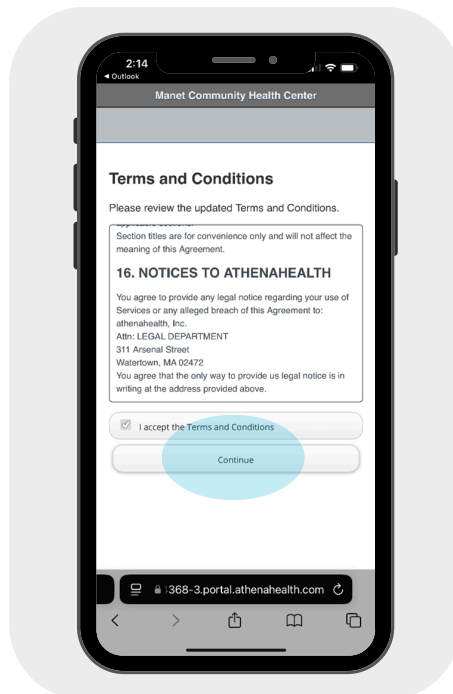 2:14
◄ Outlook
Manet Community Health Center
Terms and Conditions
Please review the updated Terms and Conditions.
applicable sections.
Section titles are for convenience only and will not affect the
meaning of this Agreement.
16. NOTICES TO ATHENAHEALTH
You agree to provide any legal notice regarding your use of
Services or any alleged breach of this Agreement to:
athenahealth, Inc.
Attn: LEGAL DEPARTMENT
311 Arsenal Street
Watertown, MA 02472
You agree that the only way to provide us legal notice is in
writing at the address provided above.
I accept the Terms and Conditions
Continue
368-3.portal.athenahealth.com